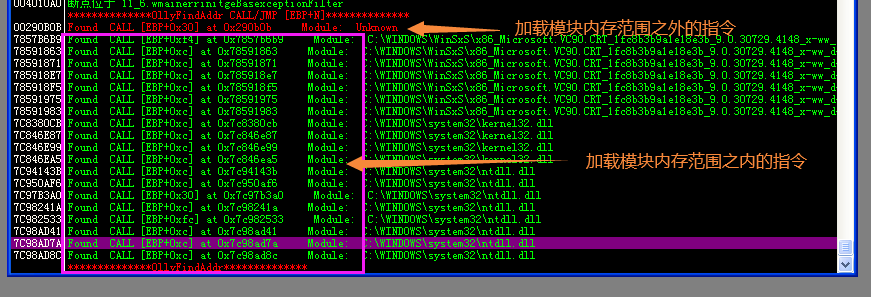 004010A0 断点位于 11_6.wmainerrinitgeBasexceptionFilter
***************OllyFindAddr CALL/JMP [EBP+N]***************
00290B0B Found CALL [EBP+0x30] at 0x290b0b Module: Unknown 加载模块内存范围之外的指令
7857B6B9 Found CALL [EBP+0xf4] at 0x7857b6b9 Module: C:\WINDOWS\WinSxS\x86_Microsoft.VC90.CRT_1fc8b3b9a1e18e3b_9.0.30729.4148_x-ww_
78591863 Found CALL [EBP+0xc] at 0x78591863 Module: C:\WINDOWS\WinSxS\x86_Microsoft.VC90.CRT_1fc8b3b9a1e18e3b_9.0.30729.4148_x-ww_d
78591871 Found CALL [EBP+0xc] at 0x78591871 Module: C:\WINDOWS\WinSxS\x86_Microsoft.VC90.CRT_1fc8b3b9a1e18e3b_9.0.30729.4148_x-ww_d
785918E7 Found CALL [EBP+0xc] at 0x785918e7 Module: C:\WINDOWS\WinSxS\x86_Microsoft.VC90.CRT_1fc8b3b9a1e18e3b_9.0.30729.4148_x-ww_d
785918F5 Found CALL [EBP+0xc] at 0x785918f5 Module: C:\WINDOWS\WinSxS\x86_Microsoft.VC90.CRT_1fc8b3b9a1e18e3b_9.0.30729.4148_x-ww_d
78591975 Found CALL [EBP+0xc] at 0x78591975 Module: C:\WINDOWS\WinSxS\x86_Microsoft.VC90.CRT_1fc8b3b9a1e18e3b_9.0.30729.4148_x-ww_d
78591983 Found CALL [EBP+0xc] at 0x78591983 Module: C:\WINDOWS\WinSxS\x86_Microsoft.VC90.CRT_1fc8b3b9a1e18e3b_9.0.30729.4148_x-ww_d
7C8380CB Found CALL [EBP+0xc] at 0x7c8380cb Module: C:\WINDOWS\system32\kernel32.dll
7C846E87 Found CALL [EBP+0xc] at 0x7c846e87 Module: C:\WINDOWS\system32\kernel32.dll
7C846E99 Found CALL [EBP+0xc] at 0x7c846e99 Module: C:\WINDOWS\system32\kernel32.dll
7C846EA5 Found CALL [EBP+0xc] at 0x7c846ea5 Module: C:\WINDOWS\system32\kernel32.dll 加载模块内存范围之内的指令
7C94143B Found CALL [EBP+0xc] at 0x7c94143b Module: C:\WINDOWS\system32\ntdll.dll
7C950AF6 Found CALL [EBP+0xc] at 0x7c950af6 Module: C:\WINDOWS\system32\ntdll.dll
7C97B3A0 Found CALL [EBP+0x30] at 0x7c97b3a0 Module: C:\WINDOWS\system32\ntdll.dll
7C98241A Found CALL [EBP+0xc] at 0x7c98241a Module: C:\WINDOWS\system32\ntdll.dll
7C982533 Found CALL [EBP+0xfc] at 0x7c982533 Module: C:\WINDOWS\system32\ntdll.dll
7C98AD41 Found CALL [EBP+0xc] at 0x7c98ad41 Module: C:\WINDOWS\system32\ntdll.dll
7C98AD7A Found CALL [EBP+0xc] at 0x7c98ad7a Module: C:\WINDOWS\system32\ntdll.dll
7C98AD8C Found CALL [EBP+0xc] at 0x7c98ad8c Module: C:\WINDOWS\system32\ntdll.dll
***************OllyFindAddr***************